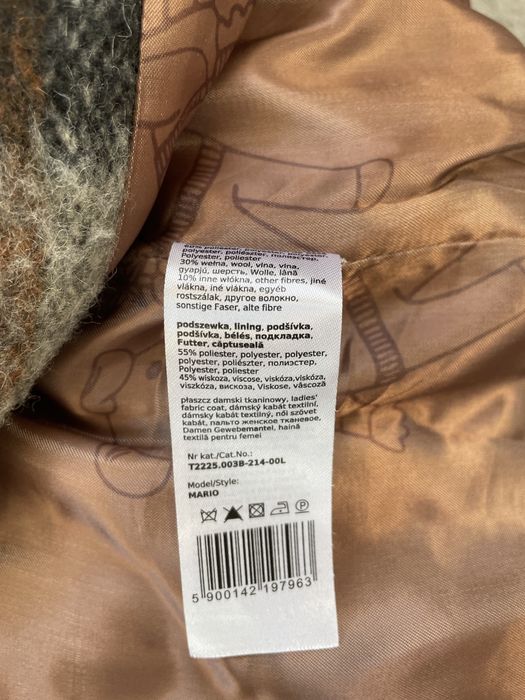 60% poliester, polyester,
polyester, poliészter, полиэстер,
Polyester, poliester
30% wełna, wool, vlna, vlna,
gyapjú, шерсть, Wolle, lână
10% inne włókna, other fibres, jiné
vlákna, iné vlákna, egyéb
rostszálak, другое волокно,
sonstige Faser, alte fibre
podszewka, lining, podšívka,
podšívka, bélés, подкладка,
Futter, căptuseală
55% poliester, polyester, polyester,
polyester, poliészter, полиэстер,
Polyester, poliester
45% wiskoza, viscose, viskóza,viskóza,
viszkóza, вискоза, Viskose, vâscoză
płaszcz damski tkaninowy, ladies'
fabric coat, dámský kabát textilní,
dámsky kabát textilný, női szövet
kabát, пальто женское тканевое,
Damen Gewebemantel, haină
textilă pentru femei
Nr kat./Cat.No.:
T2225.003B-214-00L
Model/Style:
MARIO
5 900142 197963